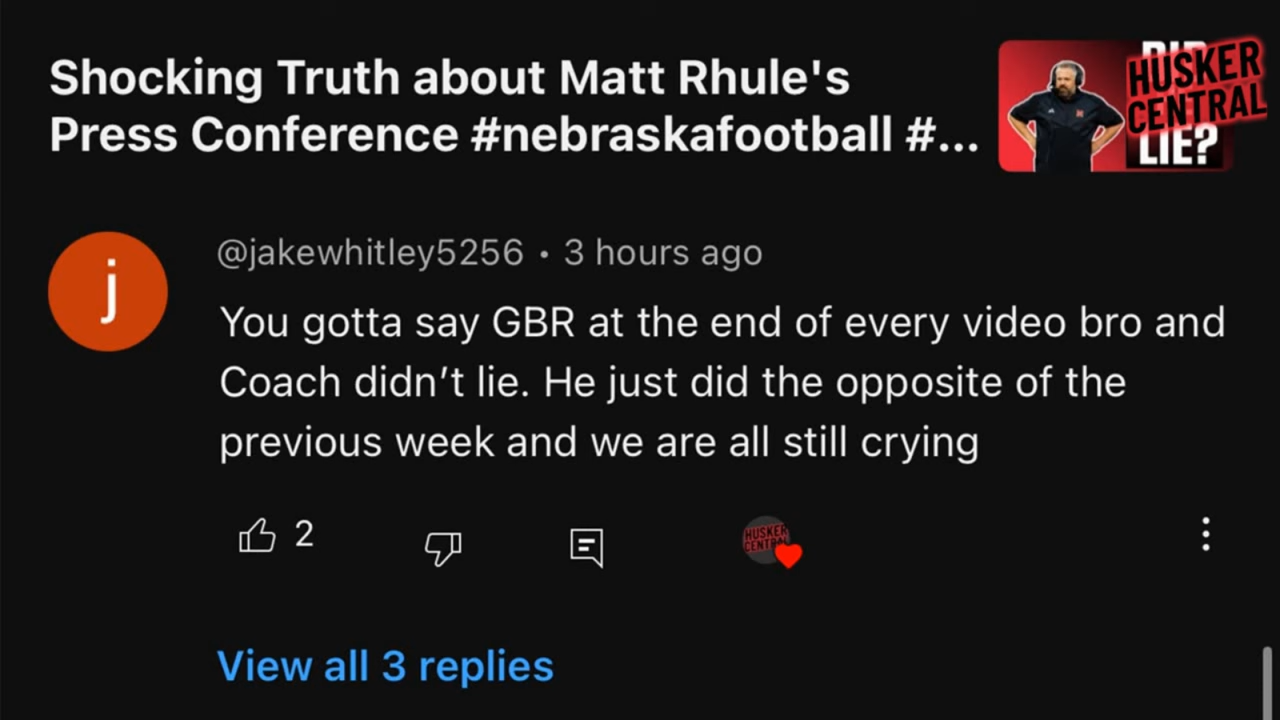 Shocking Truth about Matt Rhule's
Press Conference #nebraskafootball #...
HUSKER
CENTRAL
LIE?
j
@jakewhitley5256 • 3 hours ago
You gotta say GBR at the end of every video bro and
Coach didn’t lie. He just did the opposite of the
previous week and we are all still crying
2
HUSKER
CENTRAL
View all 3 replies